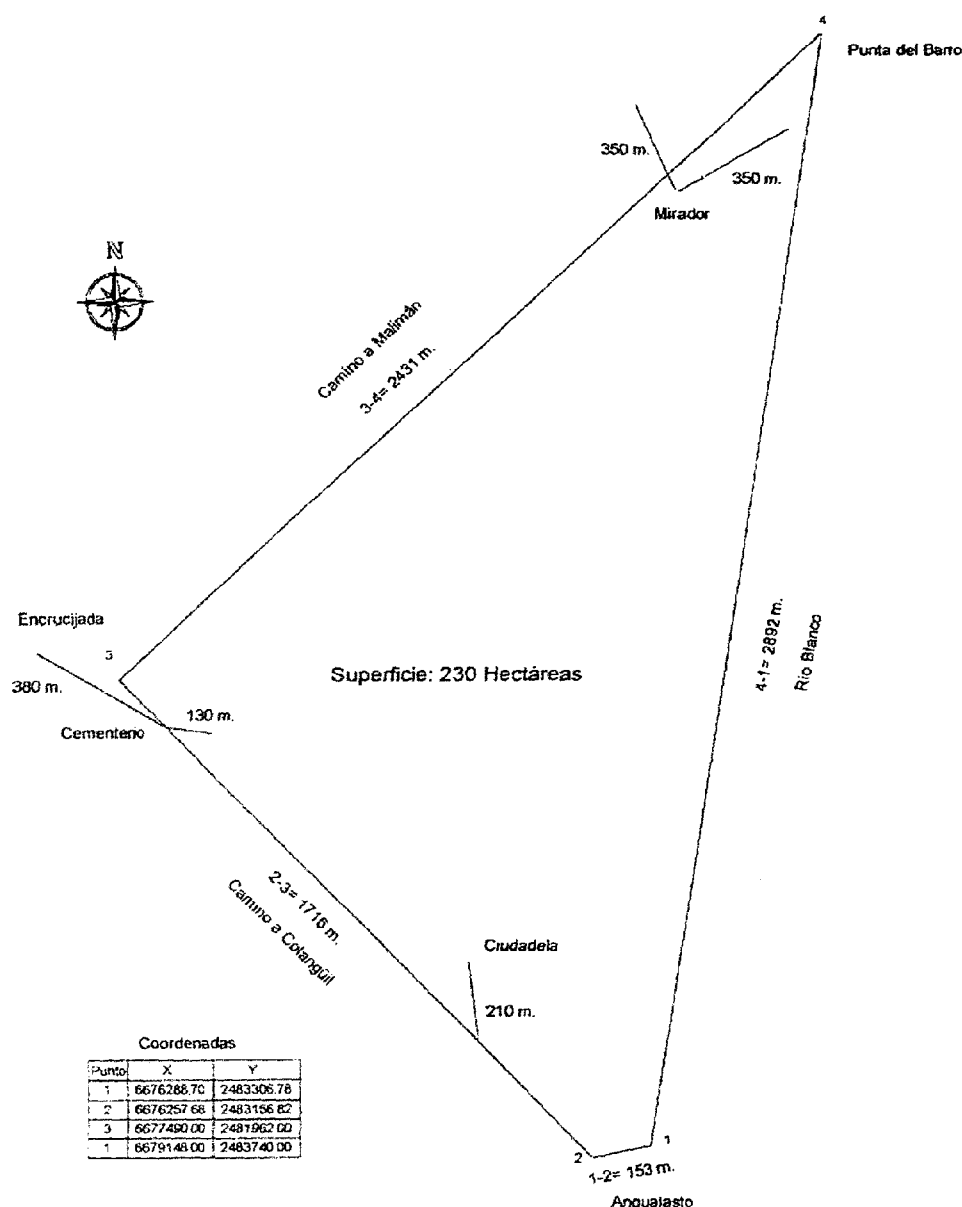 4
Punta del Barro
350 m.
350 m.
Mirador
N
Camino a Malimán
3-4= 2431 m.
Encrucijada
3
380 m.
130 m.
Cementerio
Superficie: 230 Hectáreas
4-1= 2892 m.
Río Blanco
2-3= 1716 m.
Camino a Colangüil
Ciudadela
210 m.
Coordenadas
Punto X Y
1 6676288.70 2483306.78
2 6676257.68 2483156.82
3 6677490.00 2481962.00
1 6679148.00 2483740.00
1
2
1-2= 153 m.
Angualasto